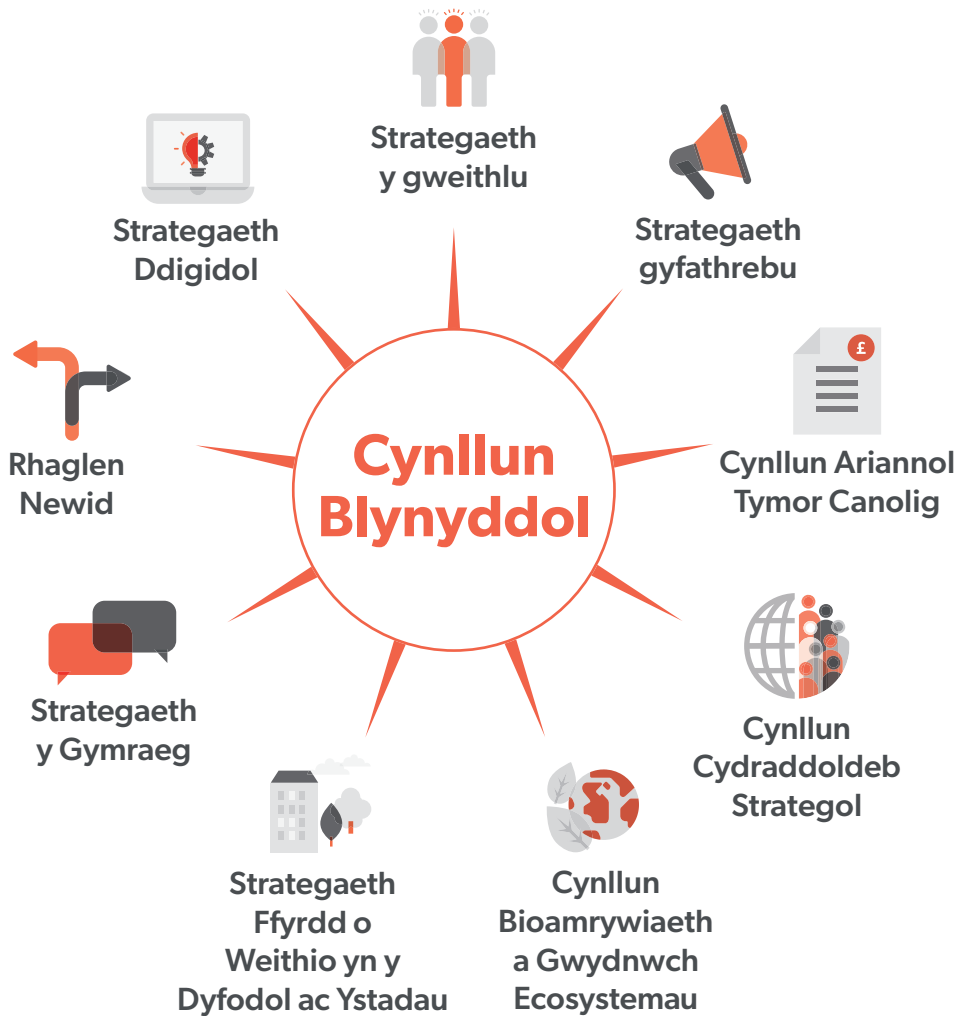 Strategaeth
y gweithlu
Strategaeth
gyfathrebu
£
Cynllun Ariannol
Tymor Canolig
Cynllun
Cydraddoldeb
Strategol
Cynllun
Bioamrywiaeth
a Gwydnwch
Ecosystemau
Strategaeth
Ffyrdd o
Weithio yn y
Dyfodol ac Ystadau
Strategaeth
y Gymraeg
Rhaglen
Newid
Strategaeth
Ddigidol
Cynllun
Blynyddol